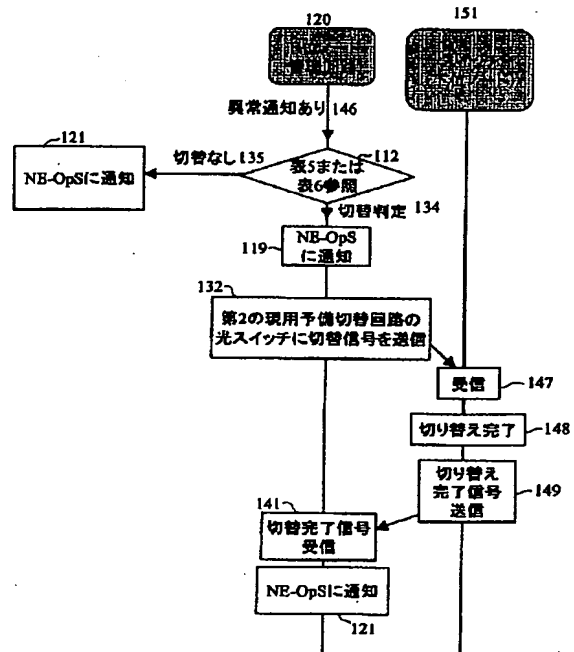 120
151
異常通知あり 146
121
切替なし 135
112
NE-OpSに通知
表5または
表6参照
切替判定 134
119
NE-OpS
に通知
132
第2の現用予備切替回路の
光スイッチに切替信号を送信
受信
147
切り替え完了
148
切り替え
完了信号
送信
149
141
切替完了信号
受信
NE-OpSに通知
121